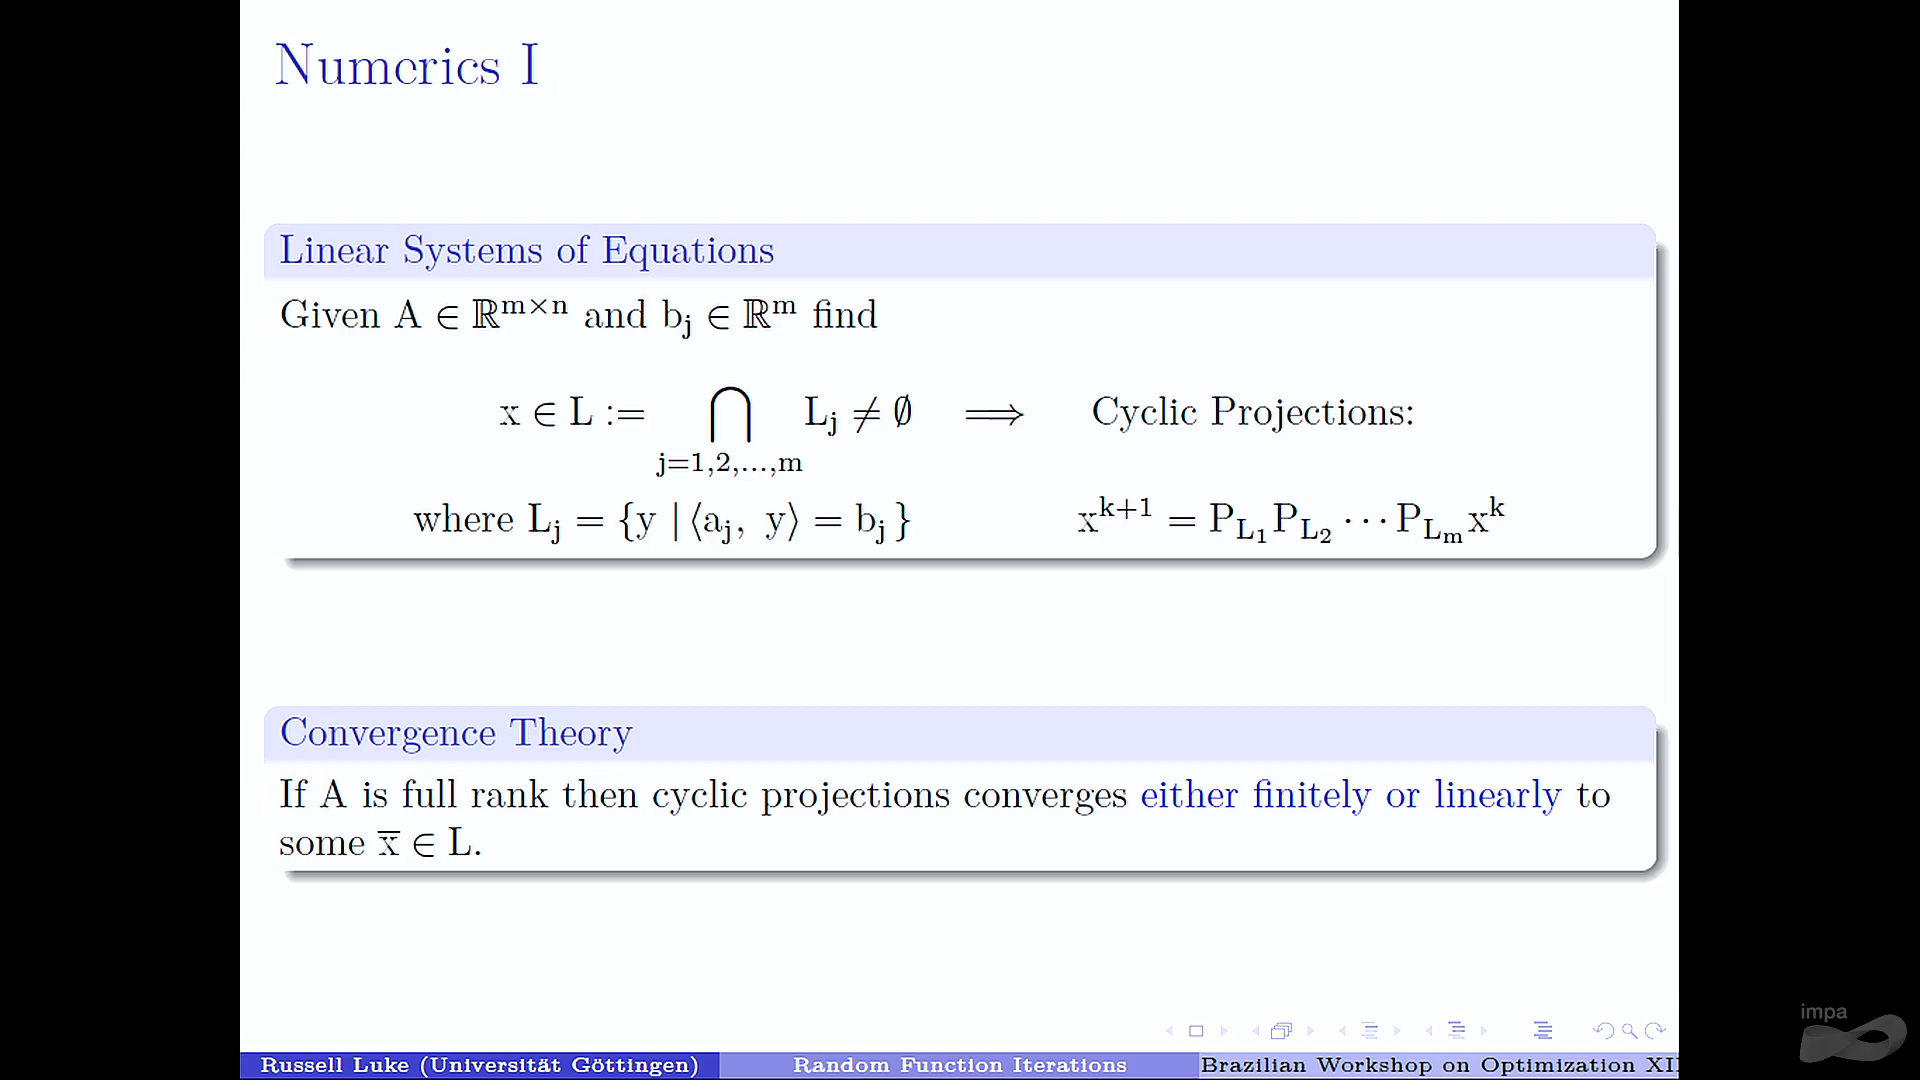 Numerics I
Linear Systems of Equations
Given A ∈ ℝ^{m×n} and b_j ∈ ℝ^m find
x ∈ L := ⋂_{j=1,2,...,m} L_j ≠ ∅ ⟹ Cyclic Projections:
where L_j = {y | ⟨a_j, y⟩ = b_j } x^{k+1} = P_{L_1}P_{L_2} ⋯ P_{L_m}x^k
Convergence Theory
If A is full rank then cyclic projections converges either finitely or linearly to
some x̅ ∈ L.
impa
Russell Luke (Universität Göttingen) Random Function Iterations Brazilian Workshop on Optimization XII